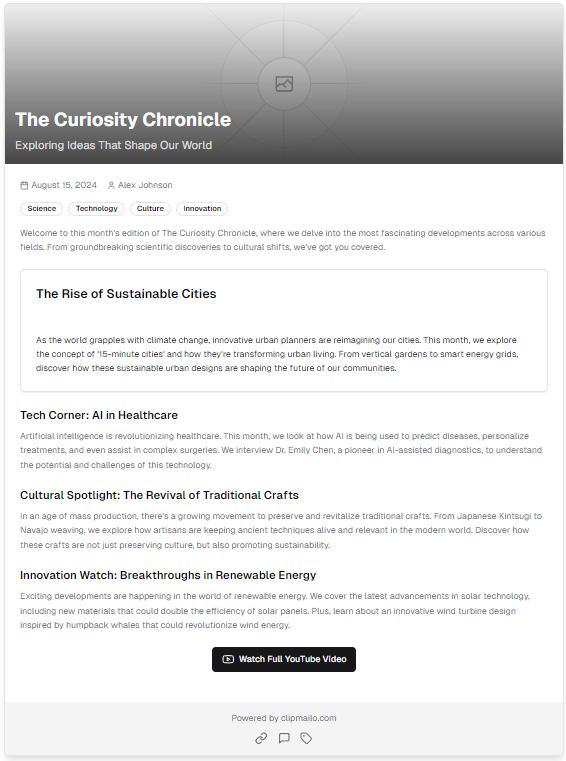 The Curiosity Chronicle
Exploring Ideas That Shape Our World
August 15, 2024 Alex Johnson
Science Technology Culture Innovation
Welcome to this month's edition of The Curiosity Chronicle, where we delve into the most fascinating developments across various
fields. From groundbreaking scientific discoveries to cultural shifts, we've got you covered.
The Rise of Sustainable Cities
As the world grapples with climate change, innovative urban planners are reimagining our cities. This month, we explore
the concept of '15-minute cities' and how they're transforming urban living. From vertical gardens to smart energy grids,
discover how these sustainable urban designs are shaping the future of our communities.
Tech Corner: AI in Healthcare
Artificial Intelligence is revolutionizing healthcare. This month, we look at how AI is being used to predict diseases, personalize
treatments, and even assist in complex surgeries. We interview Dr. Emily Chen, a pioneer in AI-assisted diagnostics, to understand
the potential and challenges of this technology.
Cultural Spotlight: The Revival of Traditional Crafts
In an age of mass production, there's a growing movement to preserve and revitalize traditional crafts. From Japanese Kintsugi to
Navajo weaving, we explore how artisans are keeping ancient techniques alive and relevant in the modern world. Discover how
these crafts are not just preserving culture, but also promoting sustainability.
Innovation Watch: Breakthroughs in Renewable Energy
Exciting developments are happening in the world of renewable energy. We cover the latest advancements in solar technology,
including new materials that could double the efficiency of solar panels. Plus, learn about an innovative wind turbine design
inspired by humpback whales that could revolutionize wind energy.
Watch Full YouTube Video
Powered by clipmailo.com